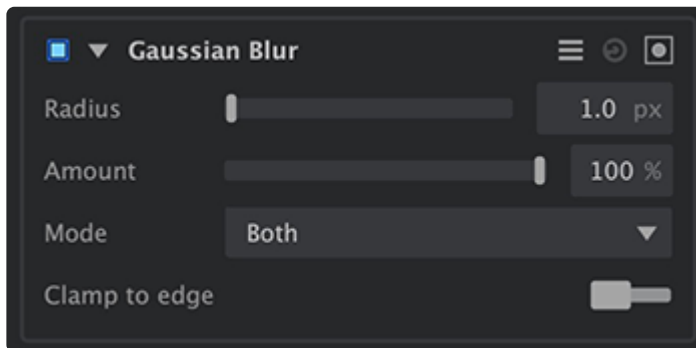 Gaussian Blur
Radius 1.0 px
Amount 100 %
Mode Both
Clamp to edge